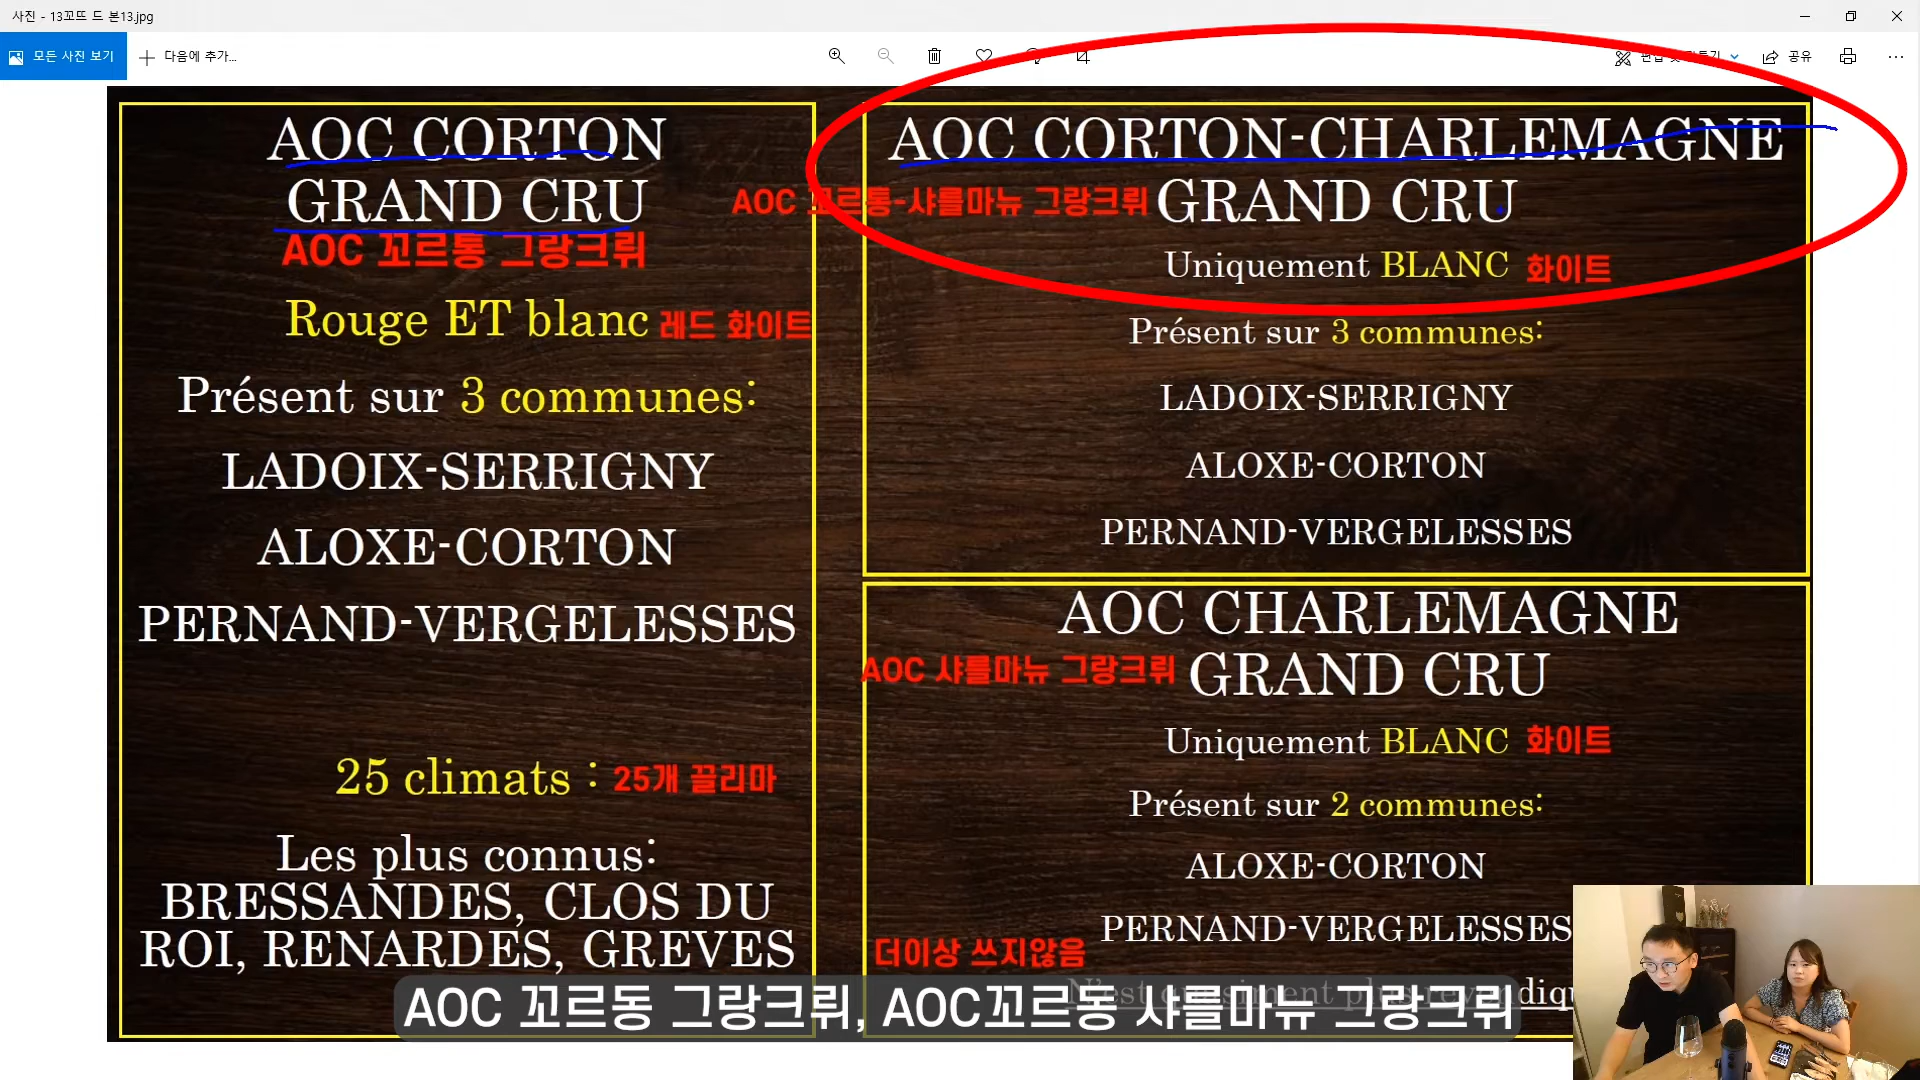 사진 - 13꼬뜨 드 본13.jpg
모든 사진 보기
다음에 추가...
공유
AOC CORTON
GRAND CRU
AOC 꼬르통 그랑크뤼
Rouge ET blanc 레드 화이트
Présent sur 3 communes:
LADOIX-SERRIGNY
ALOXE-CORTON
PERNAND-VERGELESSES
25 climats : 25개 끌리마
Les plus connus:
BRESSANDES, CLOS DU
ROI, RENARDES, GREVES
AOC CORTON-CHARLEMAGNE
AOC 꼬르통-샤를마뉴 그랑크뤼 GRAND CRU
Uniquement BLANC 화이트
Présent sur 3 communes:
LADOIX-SERRIGNY
ALOXE-CORTON
PERNAND-VERGELESSES
AOC CHARLEMAGNE
AOC 샤를마뉴 그랑크뤼 GRAND CRU
Uniquement BLANC 화이트
Présent sur 2 communes:
ALOXE-CORTON
PERNAND-VERGELESSES
더이상 쓰지않음
AOC 꼬르동 그랑크뤼, AOC꼬르동 샤를마뉴 그랑크뤼